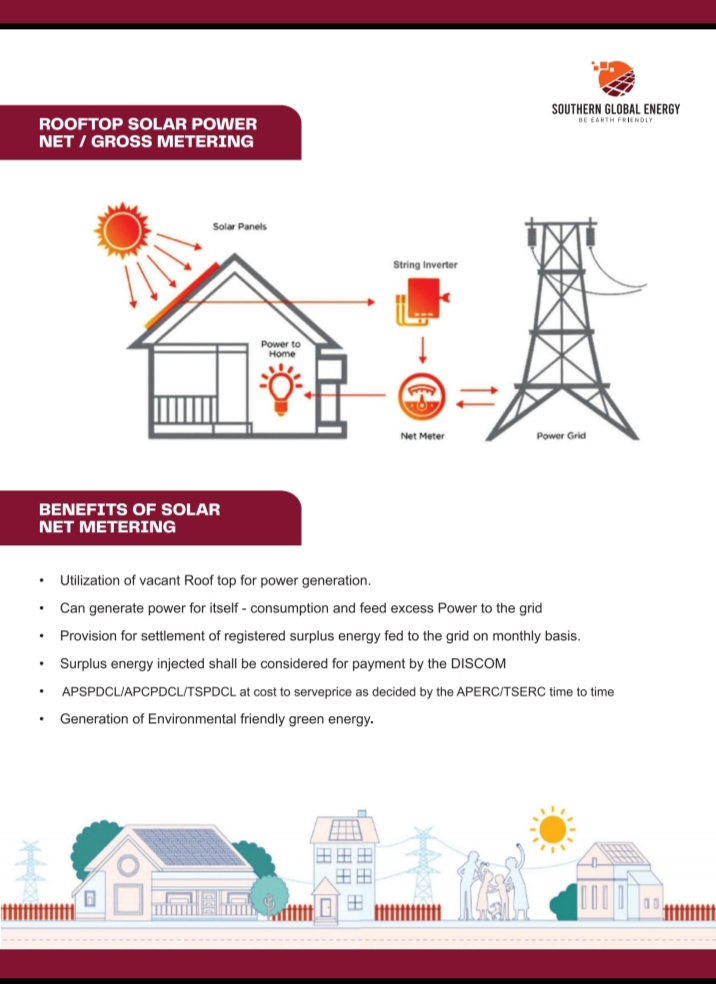 SOUTHERN GLOBAL ENERGY
BE EARTH FRIENDLY
ROOFTOP SOLAR POWER
NET / GROSS METERING
Solar Panels
String Inverter
Power to
Home
Net Meter
Power Grid
BENEFITS OF SOLAR
NET METERING
• Utilization of vacant Roof top for power generation.
• Can generate power for itself - consumption and feed excess Power to the grid
• Provision for settlement of registered surplus energy fed to the grid on monthly basis.
• Surplus energy injected shall be considered for payment by the DISCOM
• APSPDCL/APCPDCL/TSPDCL at cost to serveprice as decided by the APERC/TSERC time to time
• Generation of Environmental friendly green energy.